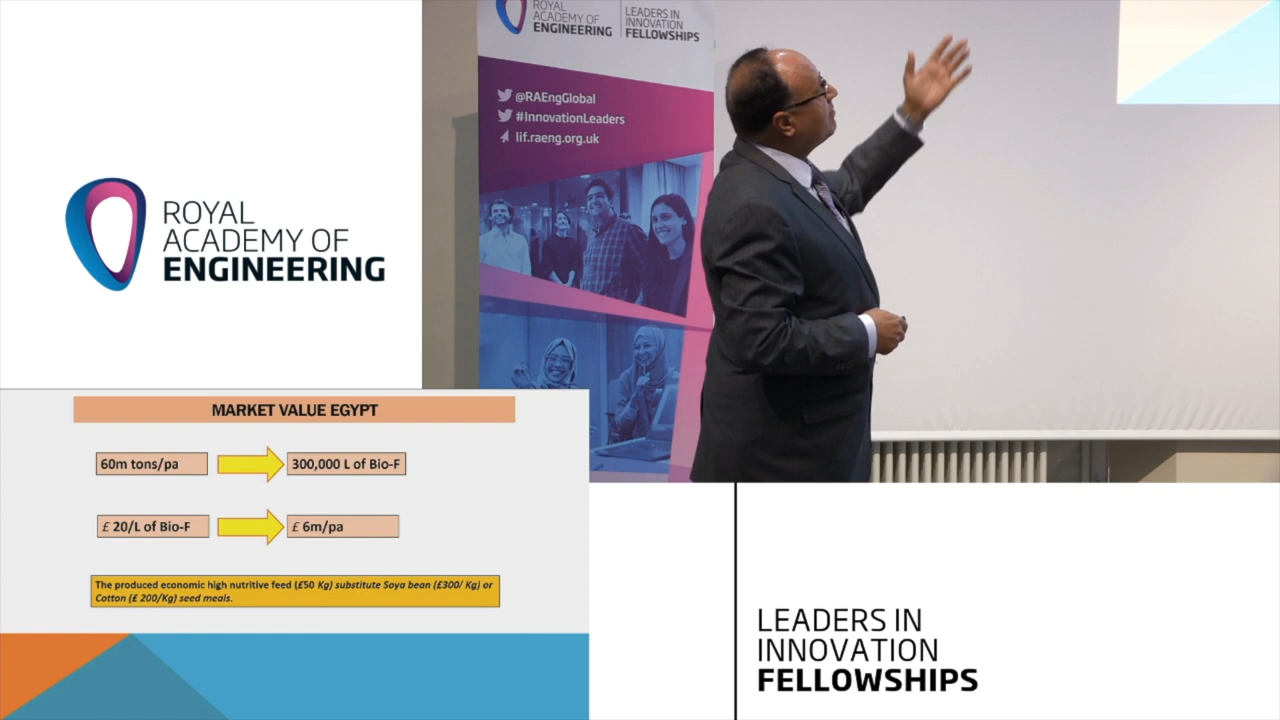 ROYAL
ACADEMY OF
ENGINEERING
LEADERS IN
INNOVATION
FELLOWSHIPS
@RAEngGlobal
#InnovationLeaders
lif.raeng.org.uk
ROYAL
ACADEMY OF
ENGINEERING
MARKET VALUE EGYPT
60m tons/pa
300,000 L of Bio-F
£ 20/L of Bio-F
£ 6m/pa
The produced economic high nutritive feed (£50 Kg) substitute Soya bean (£300/ Kg) or
Cotton (£ 200/Kg) seed meals.
LEADERS IN
INNOVATION
FELLOWSHIPS